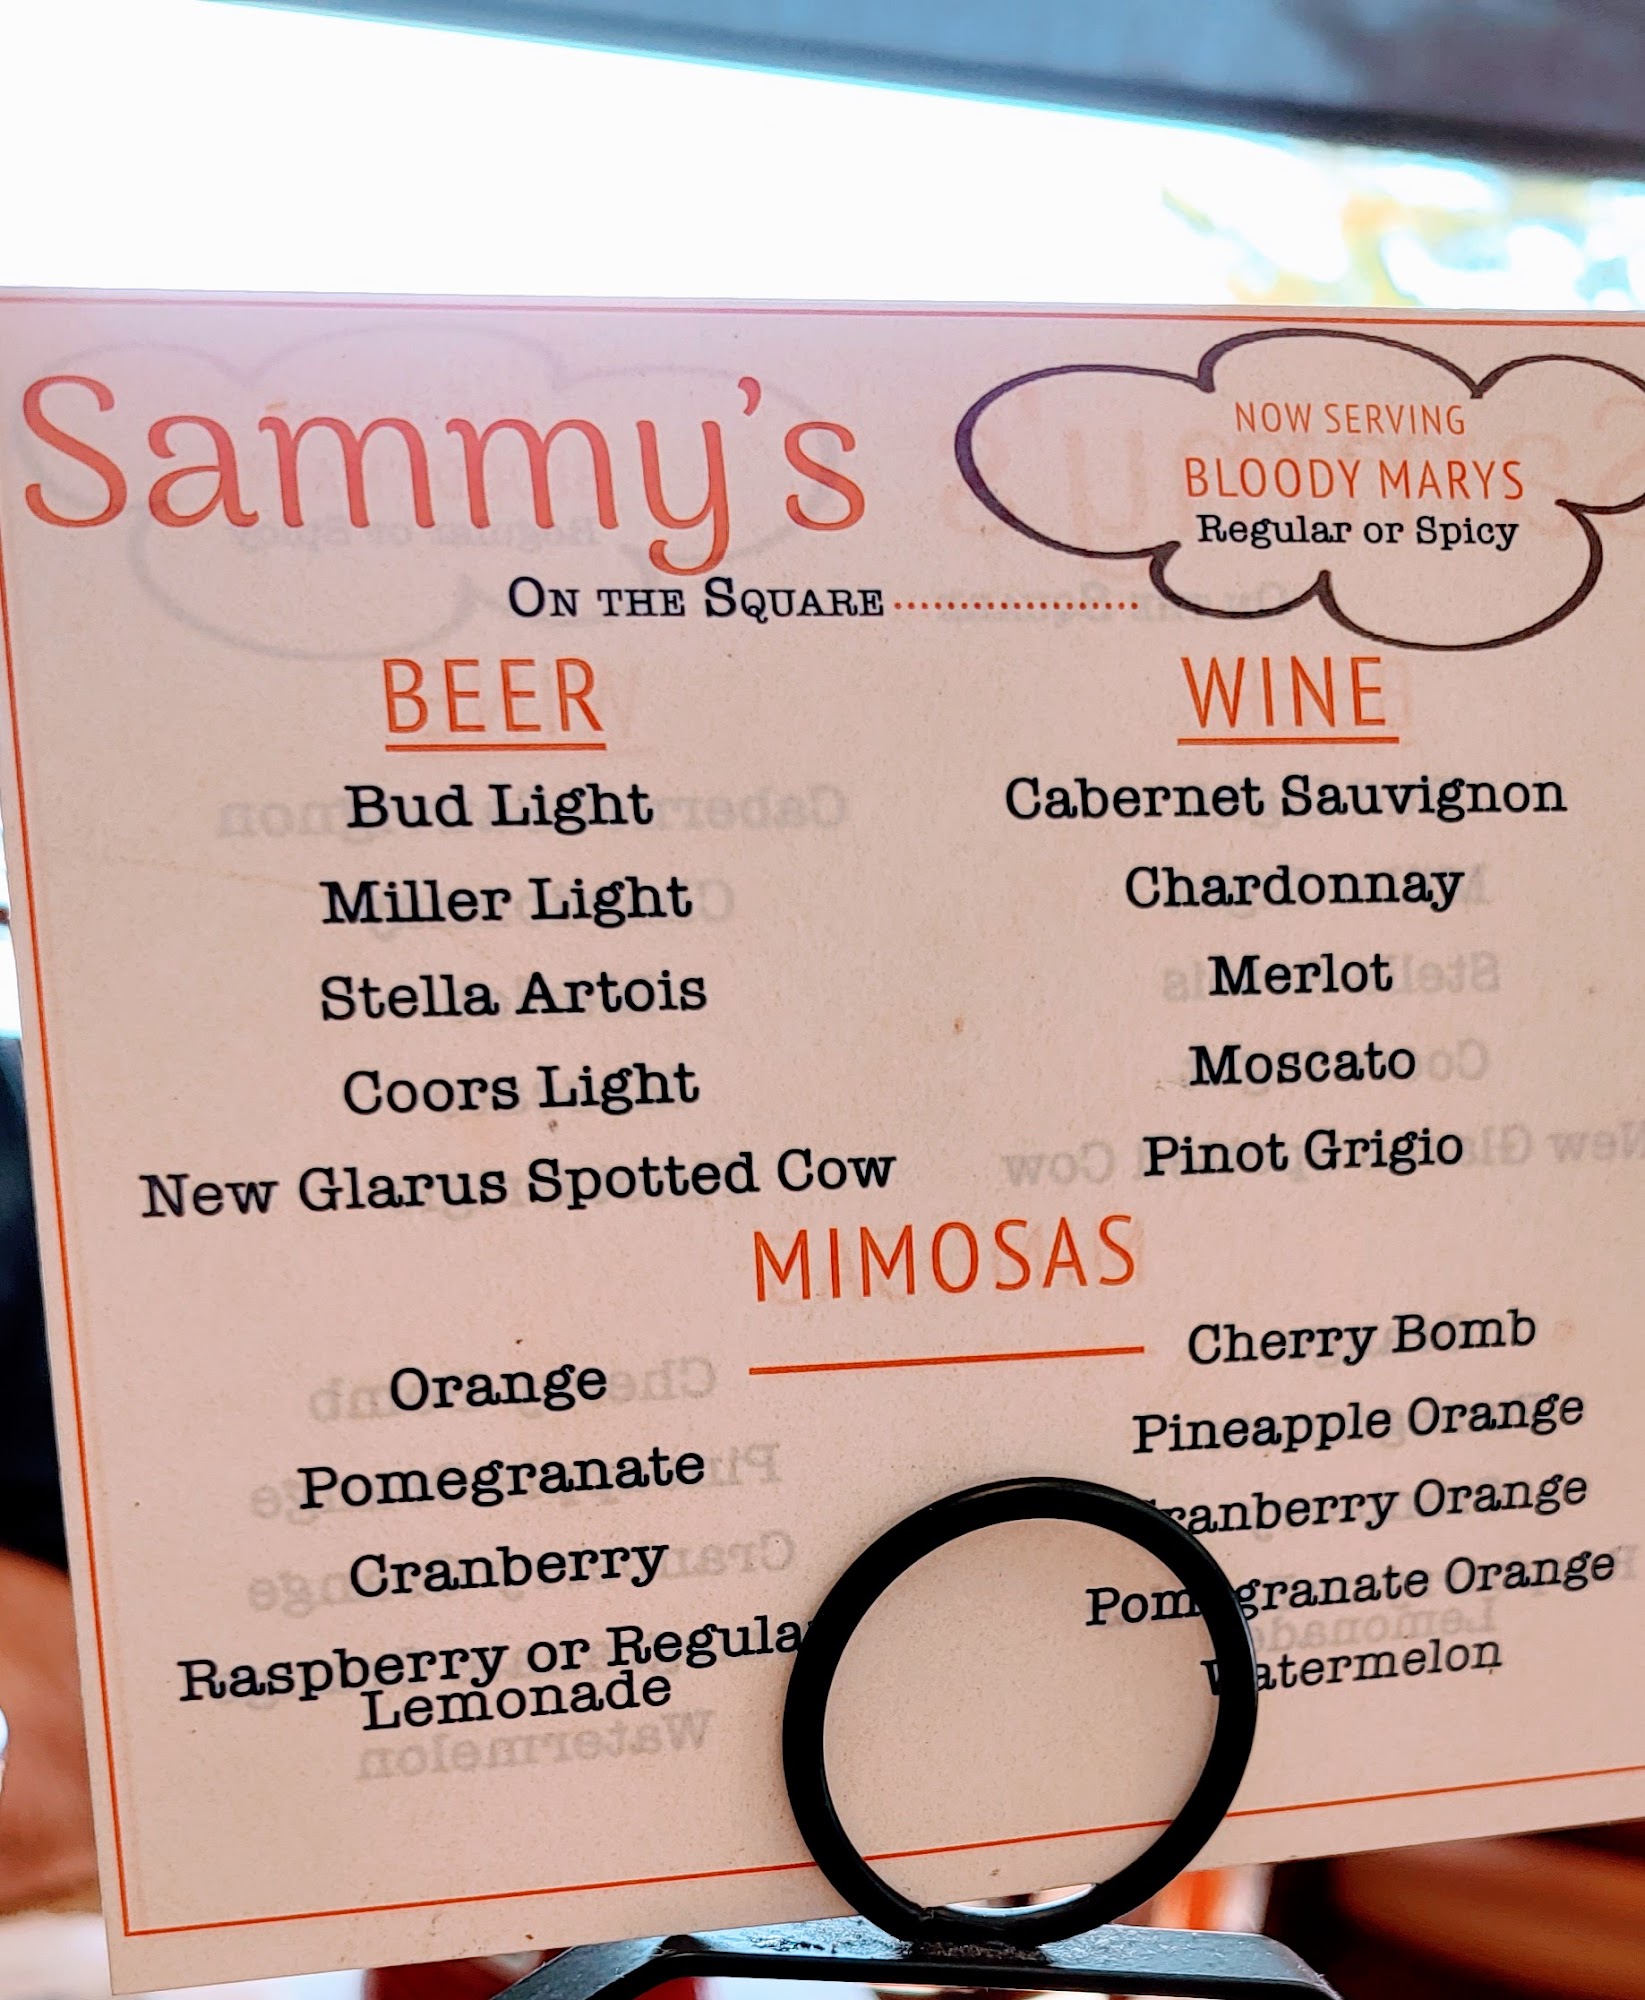 Sammy's
ON THE SQUARE
NOW SERVING
BLOODY MARYS
Regular or Spicy
BEER
Bud Light
Miller Light
Stella Artois
Coors Light
New Glarus Spotted Cow
WINE
Cabernet Sauvignon
Chardonnay
Merlot
Moscato
Pinot Grigio
MIMOSAS
Orange
Pomegranate
Cranberry
Raspberry or Regular
Lemonade
Cherry Bomb
Pineapple Orange
Cranberry Orange
Pomegranate Orange
Watermelon